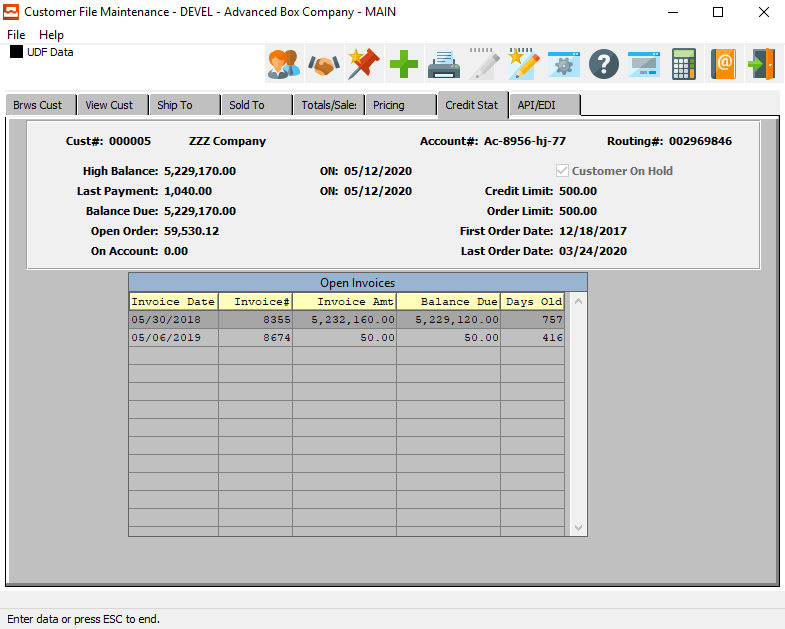 Customer File Maintenance - DEVEL - Advanced Box Company - MAIN
File Help
UDF Data
Brws Cust View Cust Ship To Sold To Totals/Sales Pricing Credit Stat API/EDI
Cust#: 000005 ZZZ Company Account#: Ac-8956-hj-77 Routing#: 002969846
High Balance: 5,229,170.00 ON: 05/12/2020 Customer On Hold
Last Payment: 1,040.00 ON: 05/12/2020 Credit Limit: 500.00
Balance Due: 5,229,170.00 Order Limit: 500.00
Open Order: 59,530.12 First Order Date: 12/18/2017
On Account: 0.00 Last Order Date: 03/24/2020
Open Invoices
Invoice Date Invoice# Invoice Amt Balance Due Days Old
05/30/2018 8355 5,232,160.00 5,229,120.00 757
05/06/2019 8674 50.00 50.00 416
Enter data or press ESC to end.